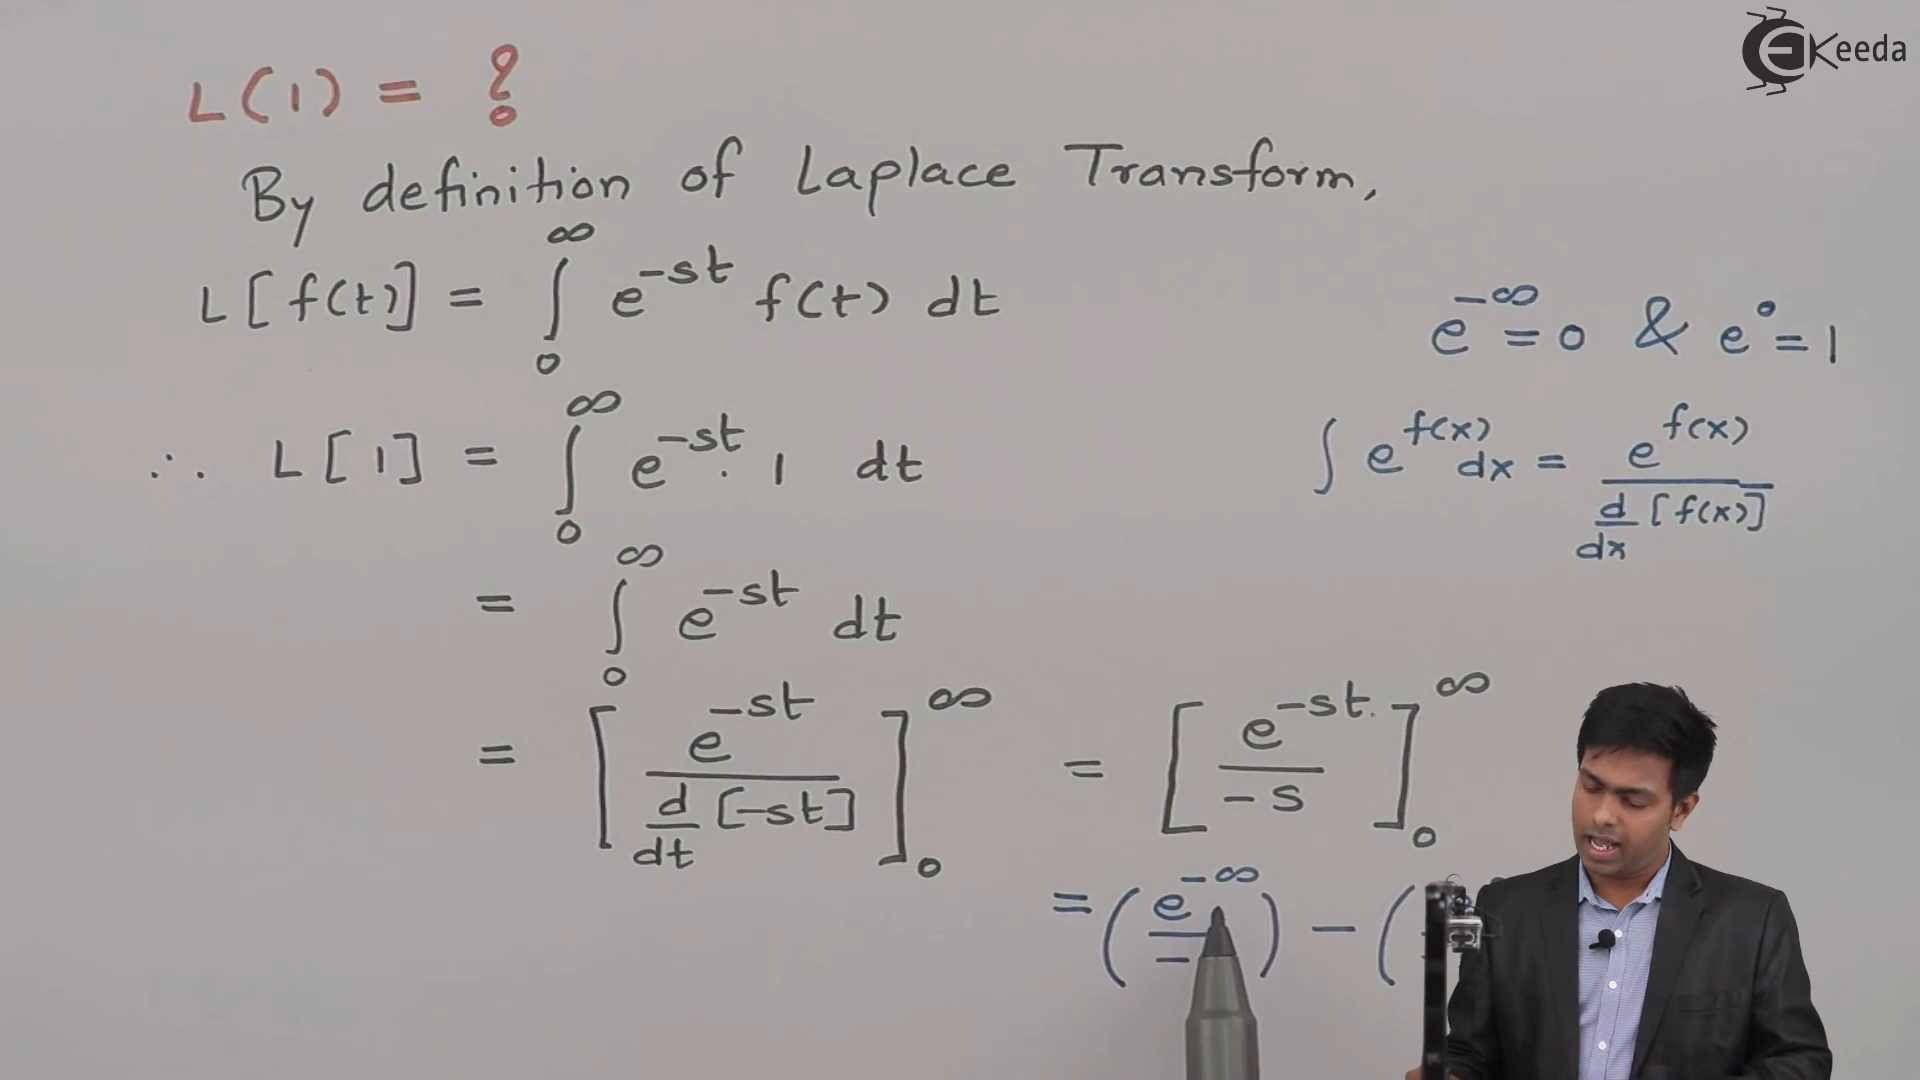 EKeeda
L(1) = ?
By definition of Laplace Transform,
L[f(t)] = ∫₀^∞ e^{-st} f(t) dt
e^{-∞} = 0 & e^0 = 1
∴ L[1] = ∫₀^∞ e^{-st} . 1 dt
∫ e^{f(x)} dx = e^{f(x)} / d/dx [f(x)]
= ∫₀^∞ e^{-st} dt
= [e^{-st} / d/dt [-st]]₀^∞ = [e^{-st} / -s]₀^∞
= (e^{-∞} / -) - (